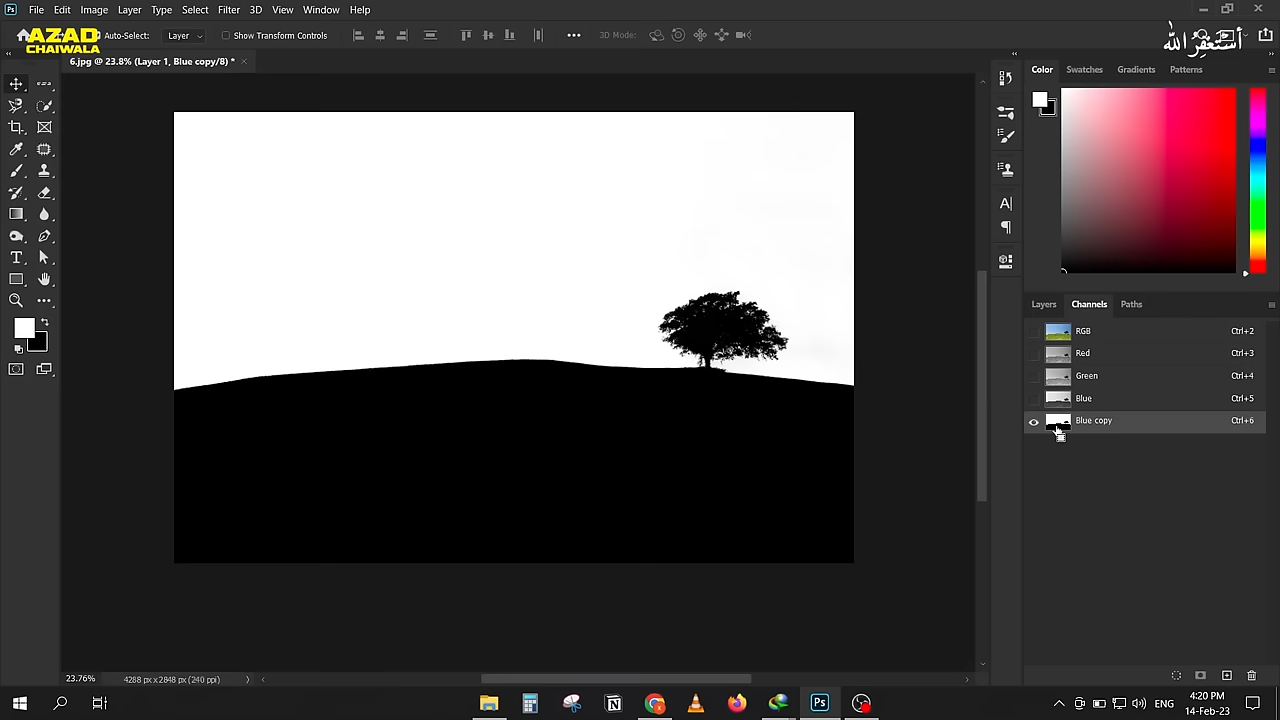 Ps File Edit Image Layer Type Select Filter 3D View Window Help
AZAD CHAIWALA
Auto-Select: Layer Show Transform Controls 3D Mode:
أستغفر الله
6.jpg @ 23.8% (Layer 1, Blue copy/8) *
Color Swatches Gradients Patterns
Layers Channels Paths
RGB Ctrl+2
Red Ctrl+3
Green Ctrl+4
Blue Ctrl+5
Blue copy Ctrl+6
23.76% 4288 px x 2848 px (240 ppi)
4:20 PM
ENG
14-Feb-23